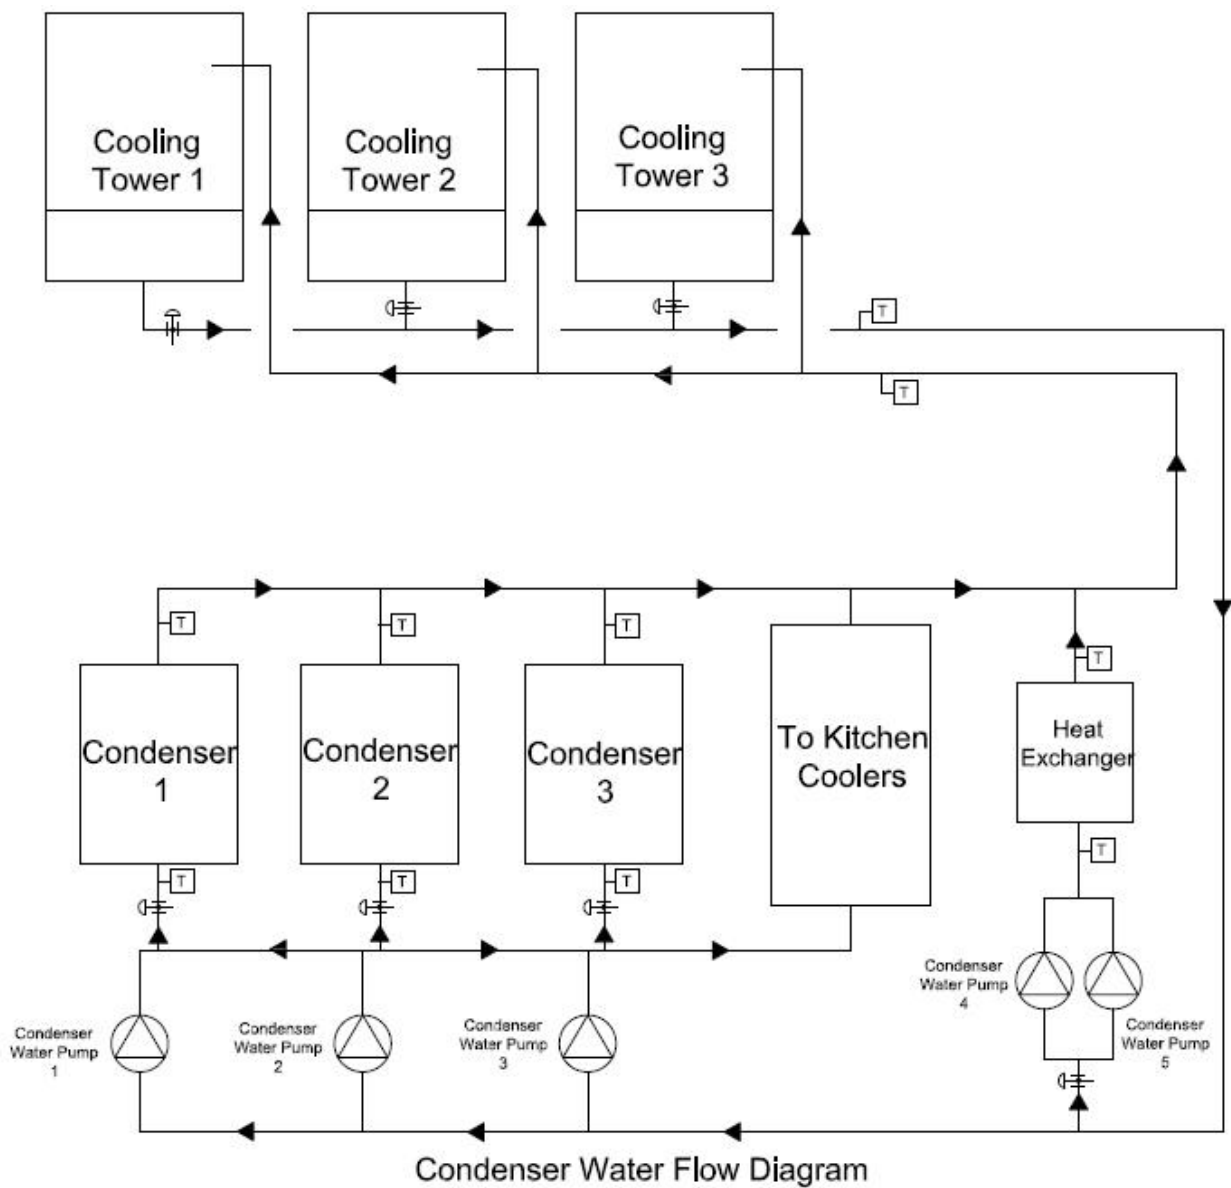 Cooling
Tower 1
Cooling
Tower 2
Cooling
Tower 3
T
T
T
T
T
T
Condenser
1
Condenser
2
Condenser
3
To Kitchen
Coolers
Heat
Exchanger
T
T
T
T
Condenser
Water Pump
1
Condenser
Water Pump
2
Condenser
Water Pump
3
Condenser
Water Pump
4
Condenser
Water Pump
5
Condenser Water Flow Diagram